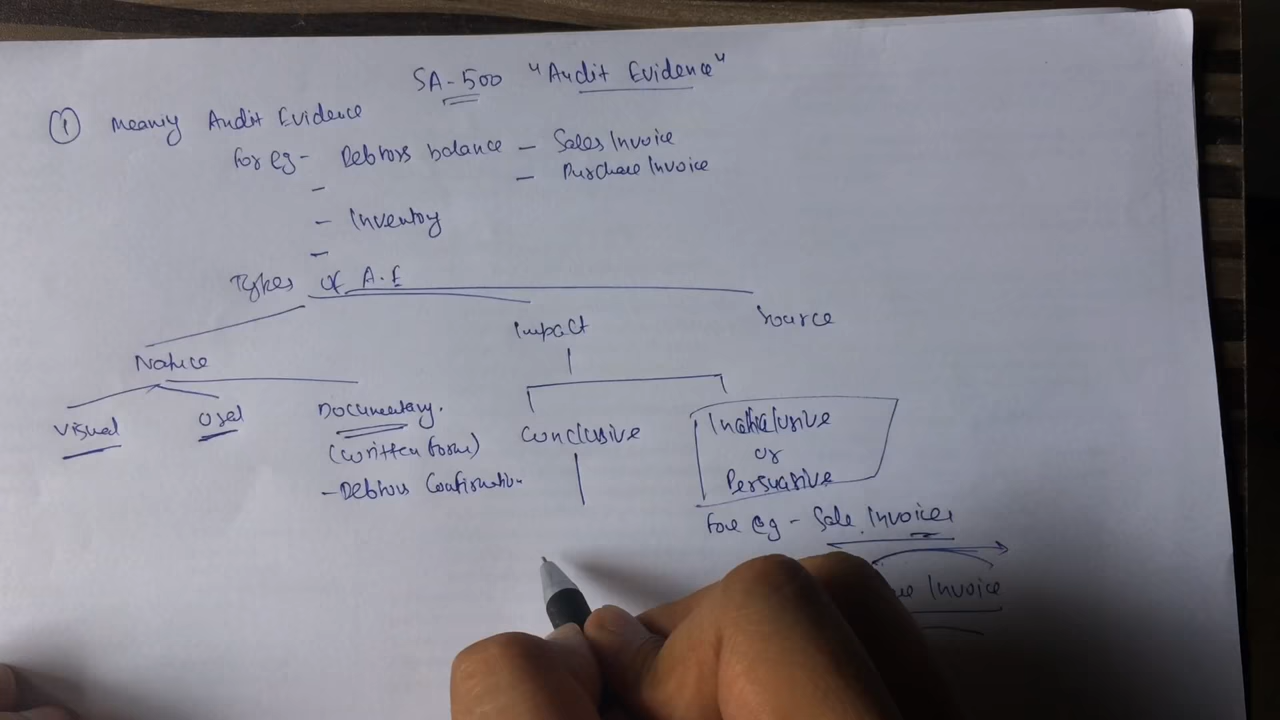 SA-500 "Audit Evidence"
① Meaning Audit Evidence
For eg- Debtors balance - Sales Invoice
- - Purchase Invoice
- Inventory
-
Types of A.E
Nature Impact Source
Visual Oral Documentary.
(written form)
- Debtors Confirmation
Conclusive
Inconclusive
or
Persuasive
For eg - Sale Invoices
Invoice